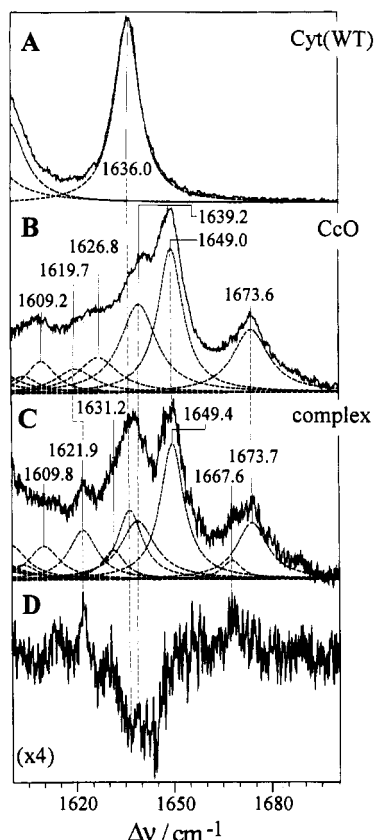 A
Cyt(WT)
1636.0
B
CcO
1639.2
1649.0
1626.8
1619.7
1609.2
1673.6
C
complex
1631.2
1649.4
1621.9
1609.8
1667.6
1673.7
D
(x4)
1620 1650 1680
Δν / cm⁻¹